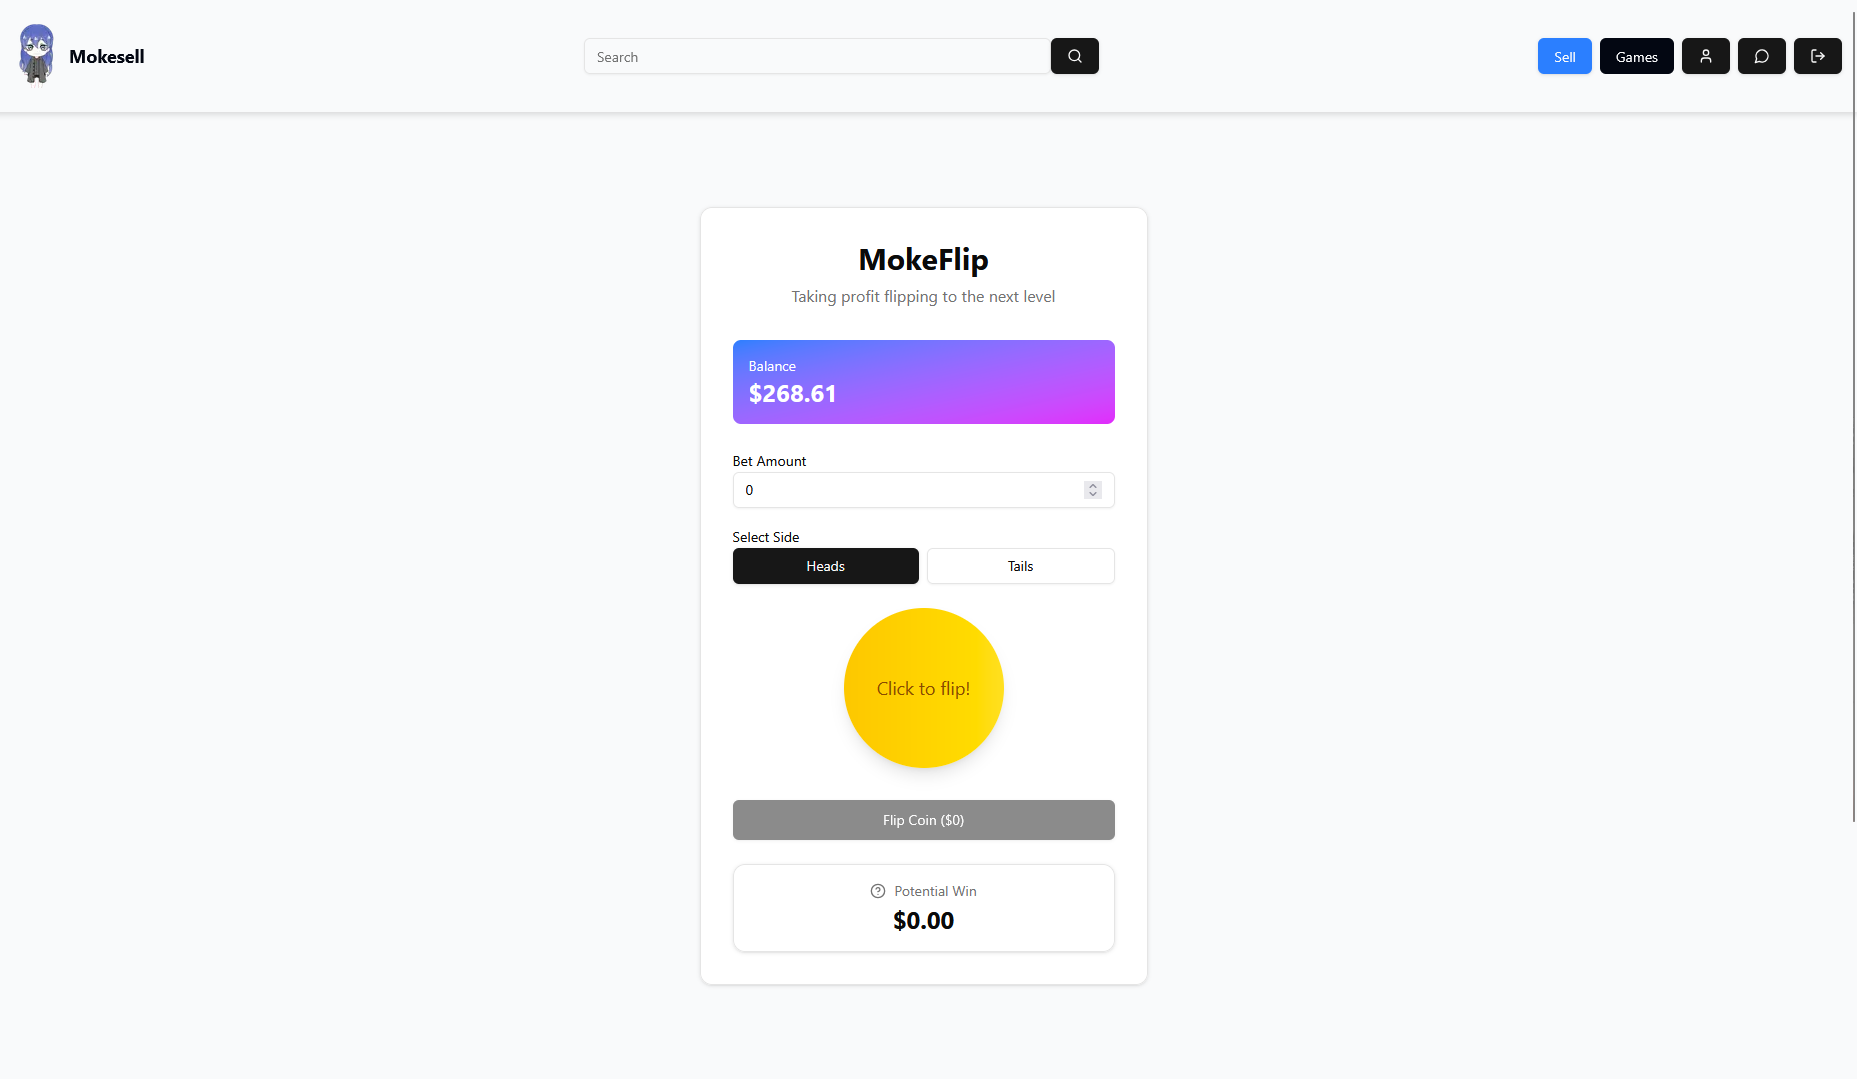 Mokesell
Search
Sell
Games
MokeFlip
Taking profit flipping to the next level
Balance
$268.61
Bet Amount
0
Select Side
Heads
Tails
Click to flip!
Flip Coin ($0)
Potential Win
$0.00